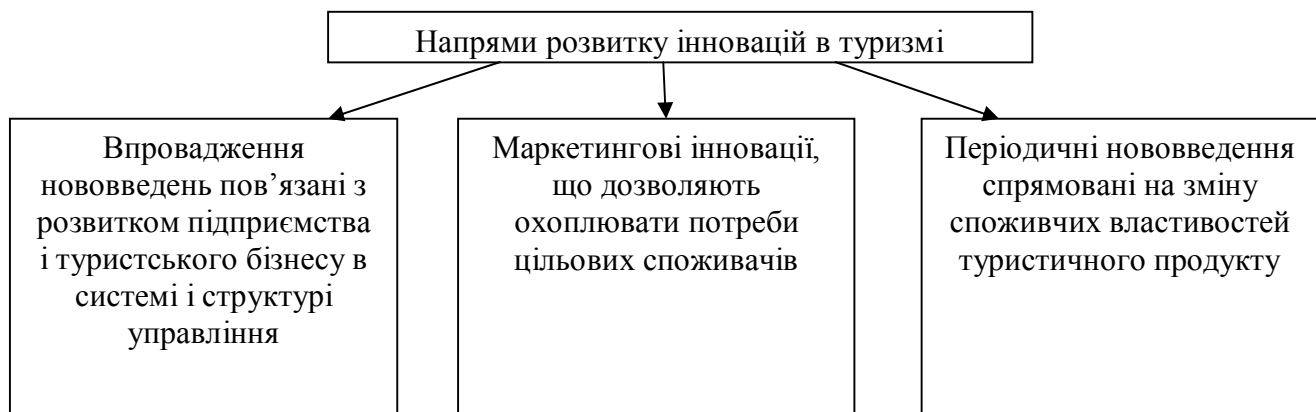 Напрями розвитку інновацій в туризмі
Впровадження
нововведень пов’язані з
розвитком підприємства
і туристського бізнесу в
системі і структурі
управління
Маркетингові інновації,
що дозволяють
охоплювати потреби
цільових споживачів
Періодичні нововведення
спрямовані на зміну
споживчих властивостей
туристичного продукту